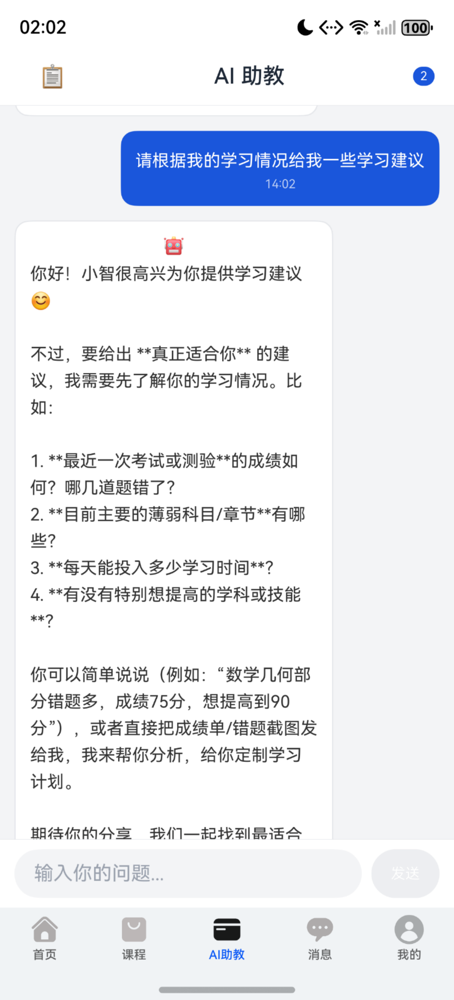 02:02
100
AI 助教
2
请根据我的学习情况给我一些学习建议
14:02
你好！小智很高兴为你提供学习建议
😊
不过，要给出 **真正适合你** 的建
议，我需要先了解你的学习情况。比
如：
1. **最近一次考试或测验**的成绩如
何？哪几道题错了？
2. **目前主要的薄弱科目/章节**有哪
些？
3. **每天能投入多少学习时间**？
4. **有没有特别想提高的学科或技能
**？
你可以简单说说（例如：“数学几何部
分错题多，成绩75分，想提高到90
分”），或者直接把成绩单/错题截图发
给我，我来帮你分析，给你定制学习
计划。
期待你的分享，我们一起找到最适合
输入你的问题...
发送
首页
课程
AI助教
消息
我的